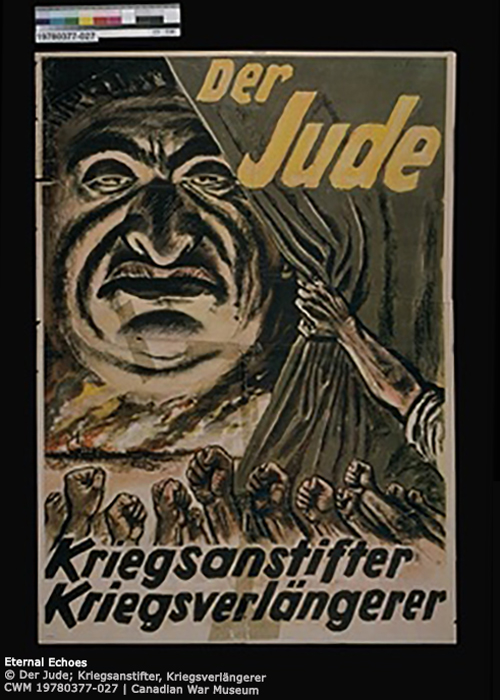 19780377-027
Der
Jude
Kriegsanstifter
Kriegsverlängerer
Eternal Echoes
© Der Jude; Kriegsanstifter, Kriegsverlängerer
CWM 19780377-027 | Canadian War Museum